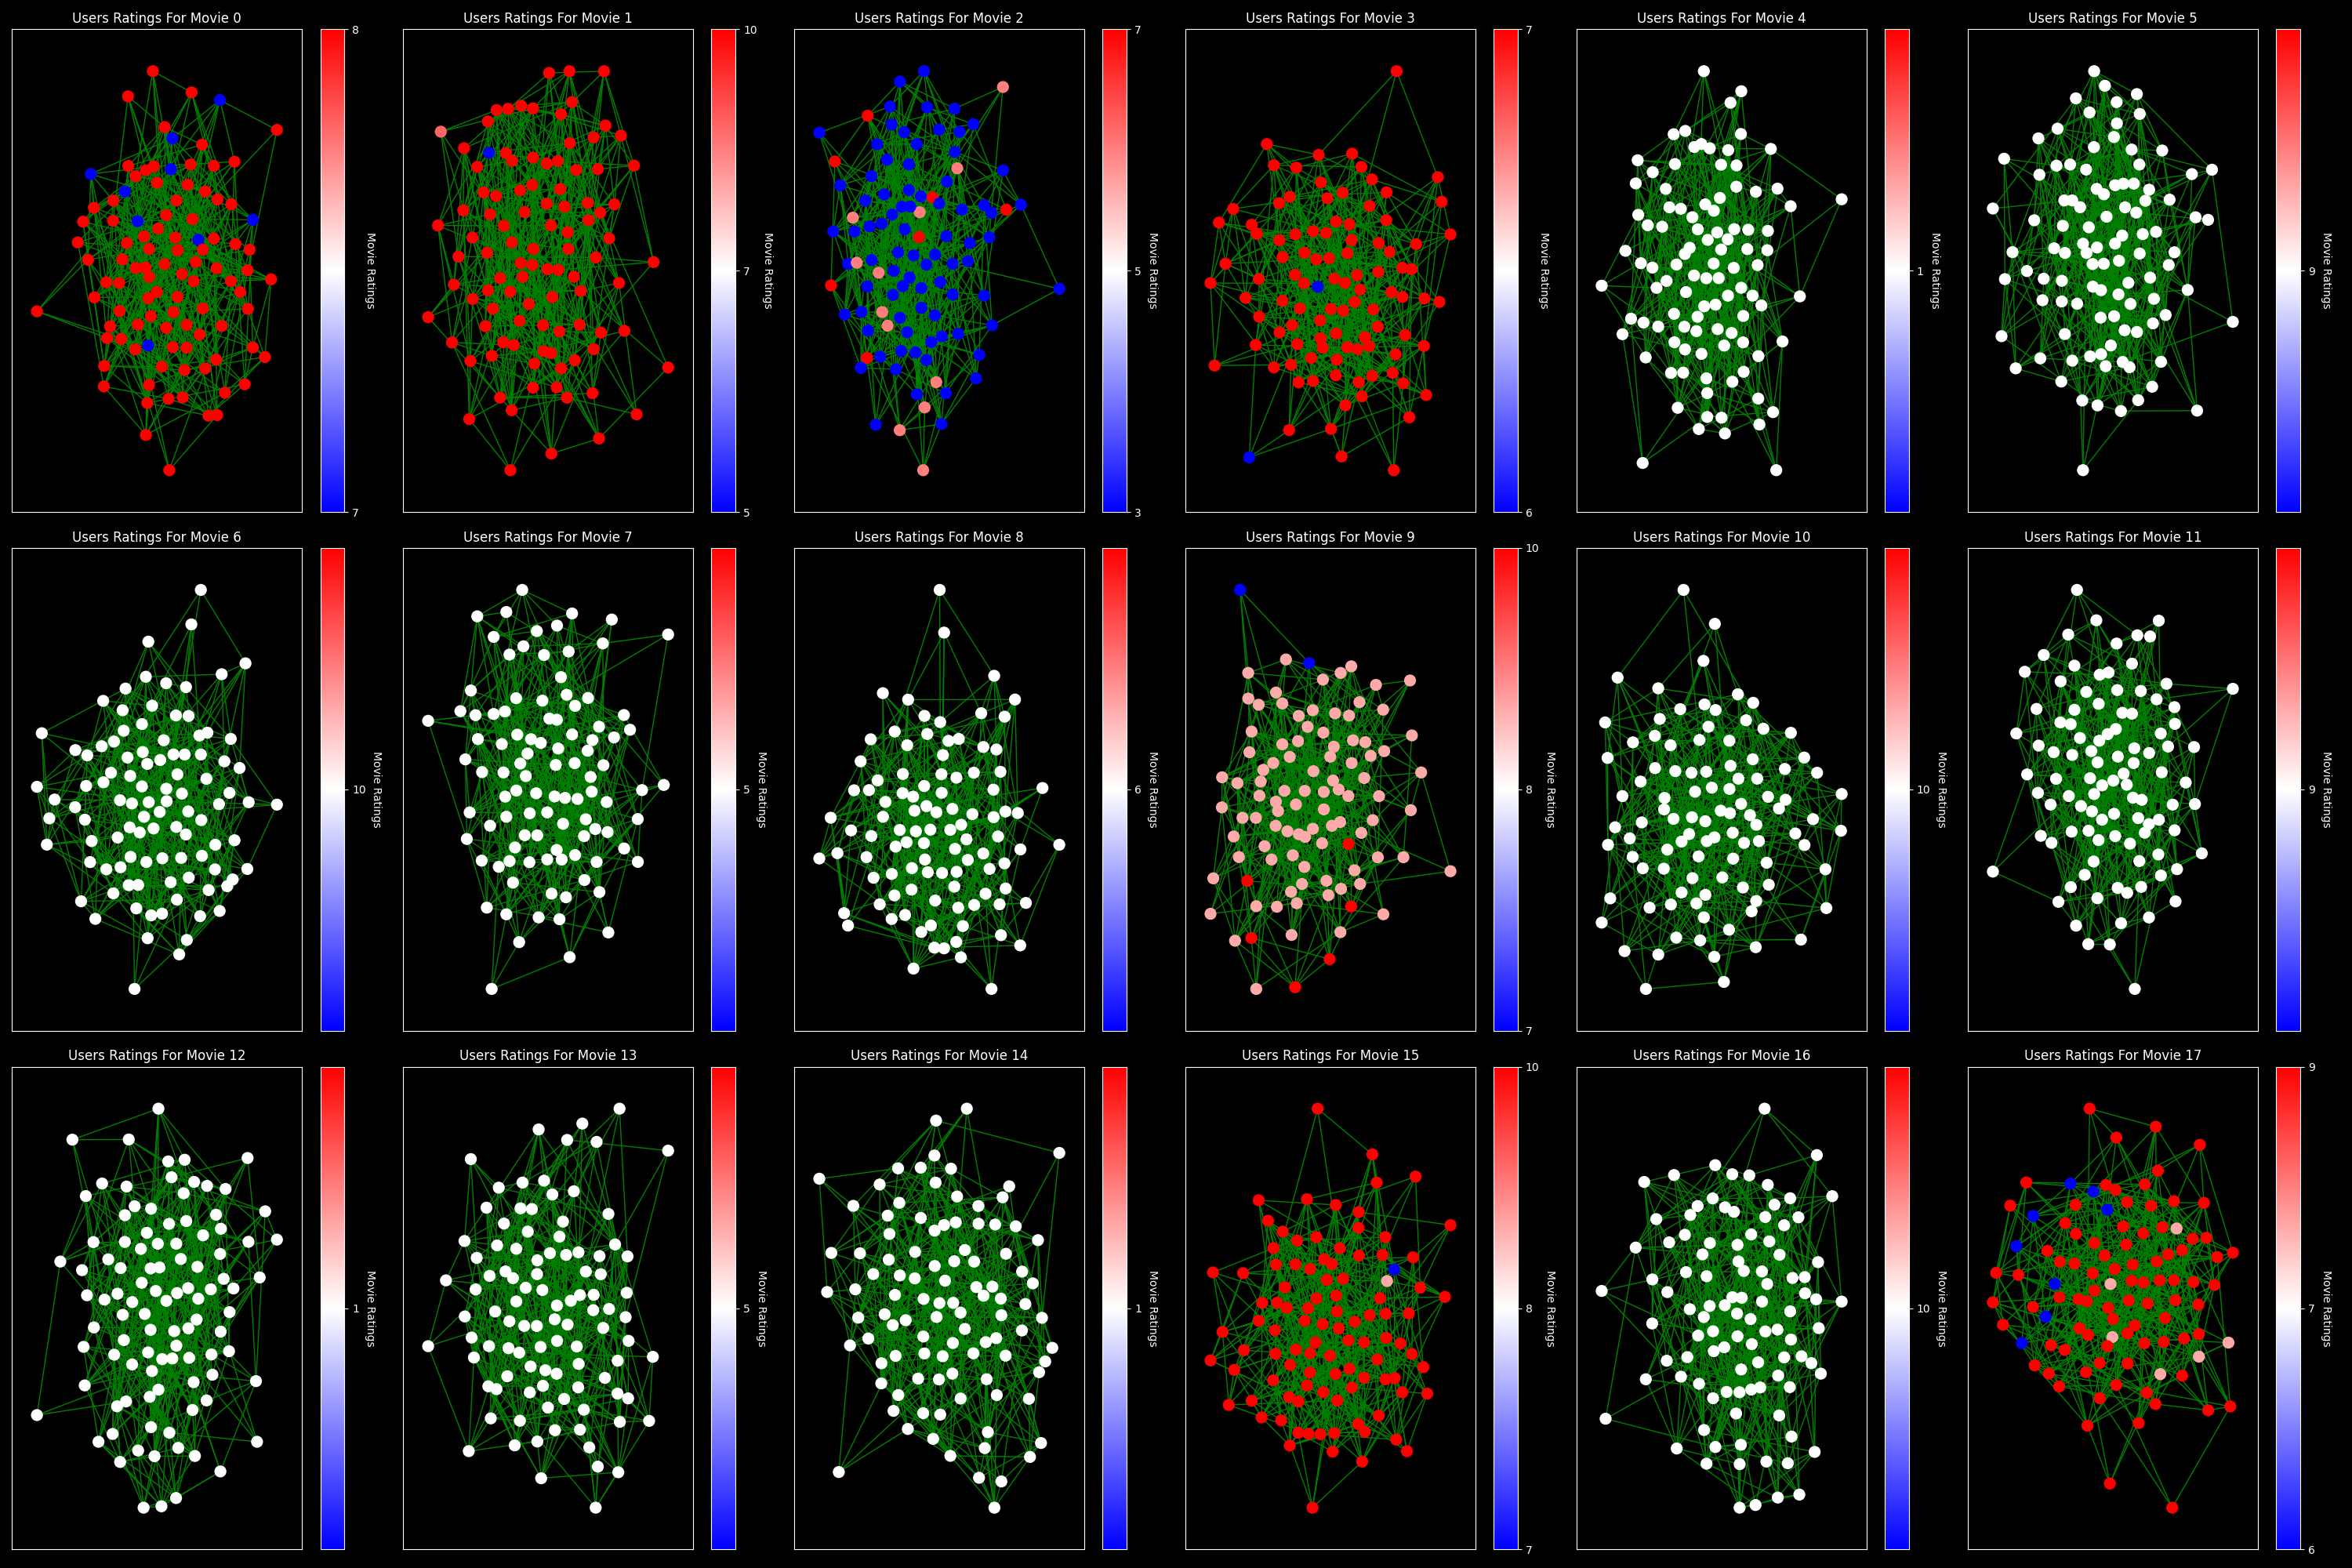 Users Ratings For Movie 0
8
7
Movie Ratings
Users Ratings For Movie 1
10
7
5
Movie Ratings
Users Ratings For Movie 2
7
5
3
Movie Ratings
Users Ratings For Movie 3
7
6
Movie Ratings
Users Ratings For Movie 4
1
Movie Ratings
Users Ratings For Movie 5
9
Movie Ratings
Users Ratings For Movie 6
10
Movie Ratings
Users Ratings For Movie 7
5
Movie Ratings
Users Ratings For Movie 8
6
Movie Ratings
Users Ratings For Movie 9
10
8
7
Movie Ratings
Users Ratings For Movie 10
10
Movie Ratings
Users Ratings For Movie 11
9
Movie Ratings
Users Ratings For Movie 12
1
Movie Ratings
Users Ratings For Movie 13
5
Movie Ratings
Users Ratings For Movie 14
1
Movie Ratings
Users Ratings For Movie 15
10
8
7
Movie Ratings
Users Ratings For Movie 16
10
Movie Ratings
Users Ratings For Movie 17
9
7
6
Movie Ratings